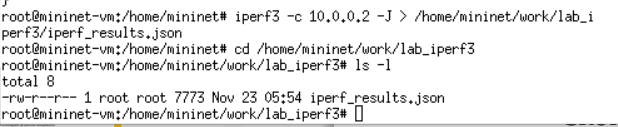 root@mininet-vm:/home/mininet# iperf3 -c 10.0.0.2 -J > /home/mininet/work/lab_i
perf3/iperf_results.json
root@mininet-vm:/home/mininet# cd /home/mininet/work/lab_iperf3
root@mininet-vm:/home/mininet/work/lab_iperf3# ls -l
total 8
-rw-r--r-- 1 root root 7773 Nov 23 05:54 iperf_results.json
root@mininet-vm:/home/mininet/work/lab_iperf3#